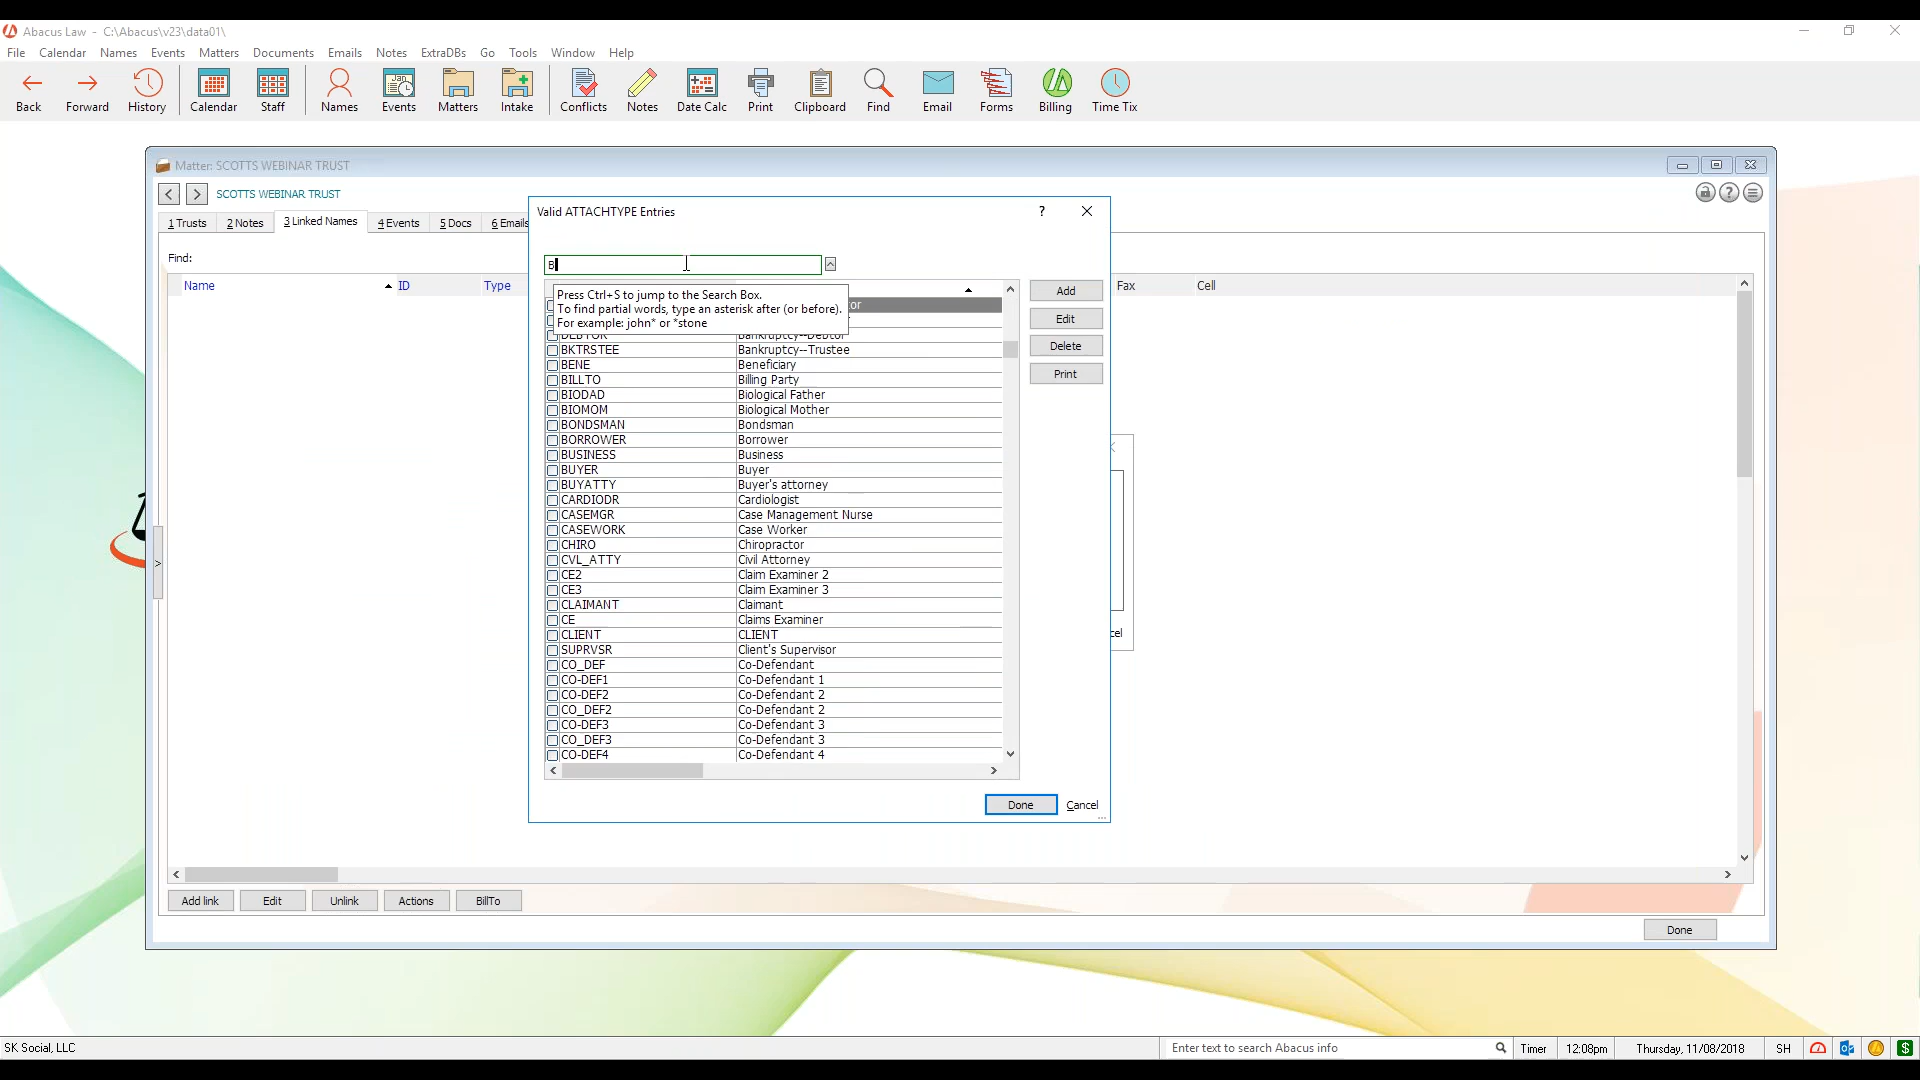 Abacus Law - C:\Abacus\v23\data01\
File Calendar Names Events Matters Documents Emails Notes ExtraDBs Go Tools Window Help
Back Forward History Calendar Staff Names Events Matters Intake Conflicts Notes Date Calc Print Clipboard Find Email Forms Billing Time Tix
Matter: SCOTTS WEBINAR TRUST
SCOTTS WEBINAR TRUST
1 Trusts 2 Notes 3 Linked Names 4 Events 5 Docs 6 Emails
Find:
Name ID Type Fax Cell
Valid ATTACHTYPE Entries
B
Press Ctrl+S to jump to the Search Box.
To find partial words, type an asterisk after (or before).
For example: john* or *stone
DEBTOR Bankruptcy--Debtor
BKTRSTEE Bankruptcy--Trustee
BENE Beneficiary
BILLTO Billing Party
BIODAD Biological Father
BIOMOM Biological Mother
BONDSMAN Bondsman
BORROWER Borrower
BUSINESS Business
BUYER Buyer
BUYATTY Buyer's attorney
CARDIODR Cardiologist
CASEMGR Case Management Nurse
CASEWORK Case Worker
CHIRO Chiropractor
CVL_ATTY Civil Attorney
CE2 Claim Examiner 2
CE3 Claim Examiner 3
CLAIMANT Claimant
CE Claims Examiner
CLIENT CLIENT
SUPRVSR Client's Supervisor
CO_DEF Co-Defendant
CO-DEF1 Co-Defendant 1
CO-DEF2 Co-Defendant 2
CO_DEF2 Co-Defendant 2
CO-DEF3 Co-Defendant 3
CO_DEF3 Co-Defendant 3
CO-DEF4 Co-Defendant 4
Add
Edit
Delete
Print
Done Cancel
Add link Edit Unlink Actions BillTo
Done
SK Social, LLC Enter text to search Abacus info Timer 12:08pm Thursday, 11/08/2018 SH